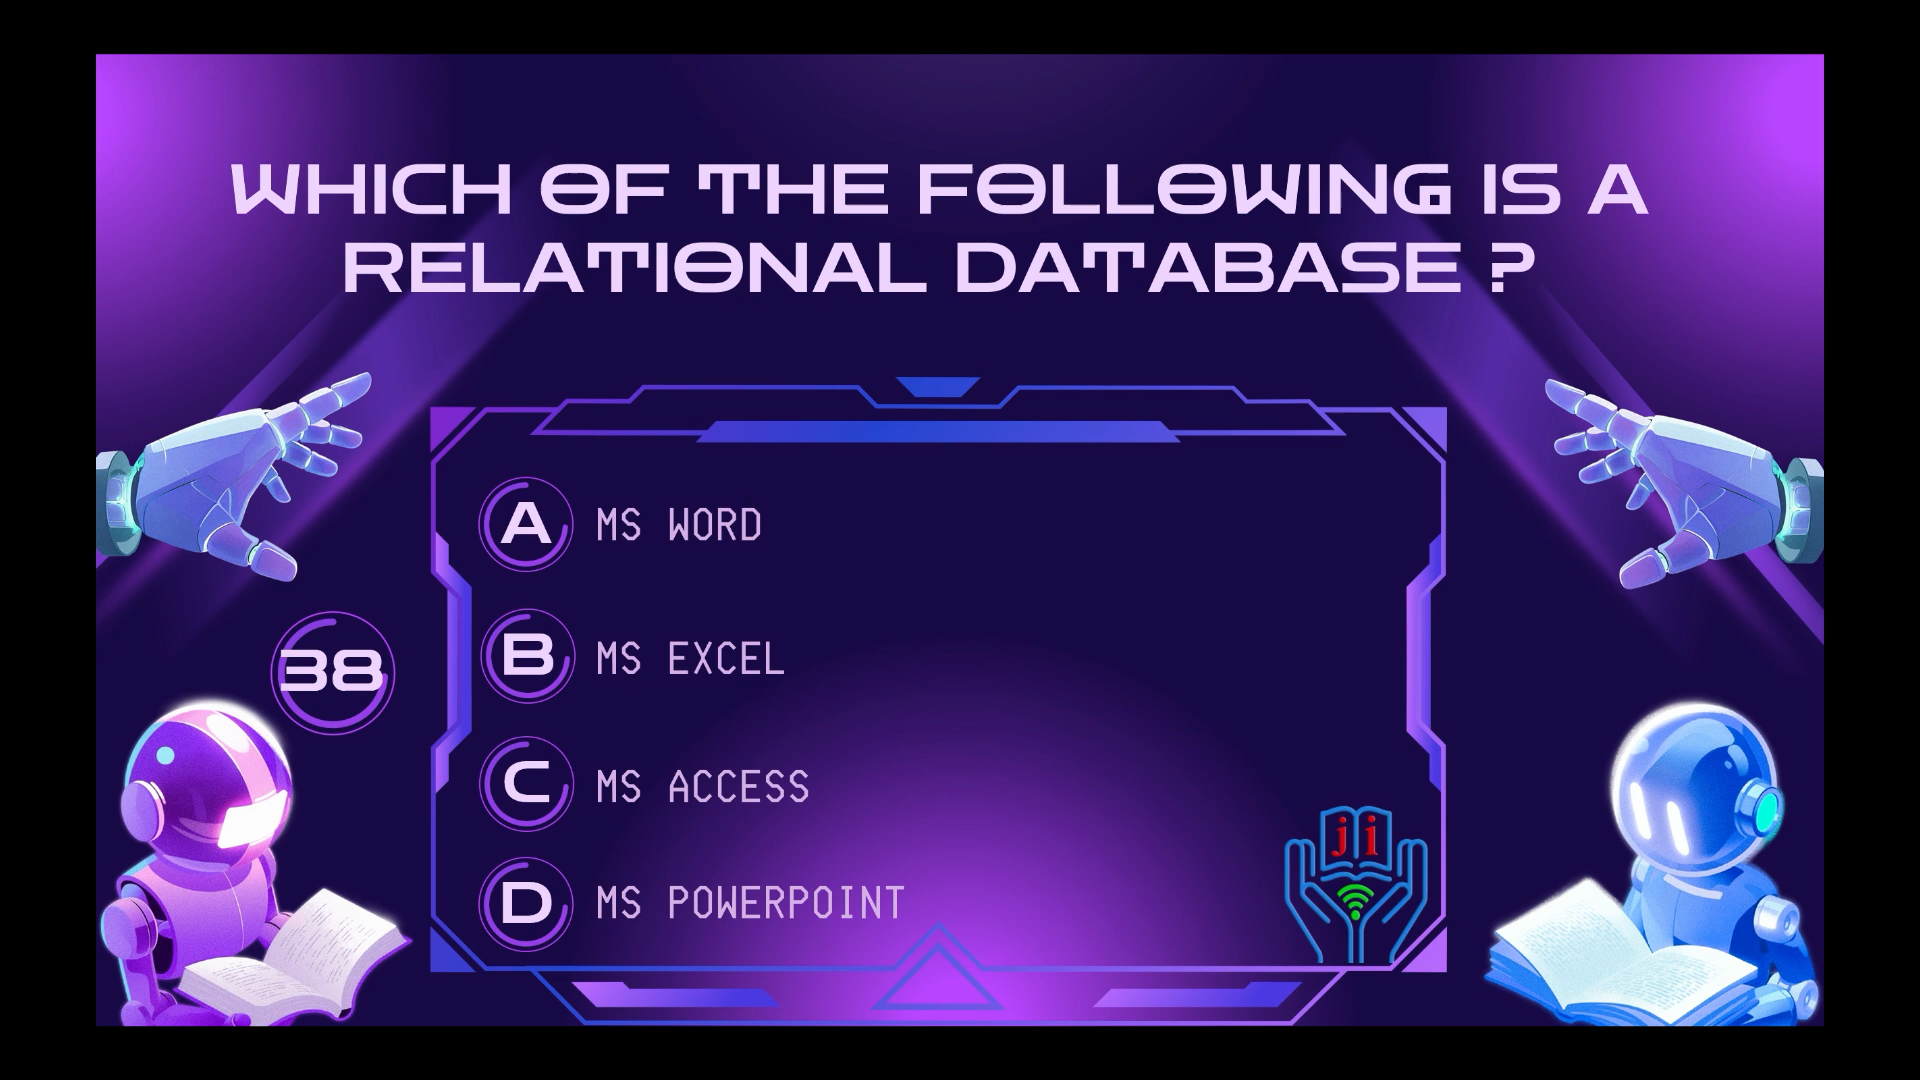 WHICH OF THE FOLLOWING IS A
RELATIONAL DATABASE ?
A MS WORD
38
B MS EXCEL
C MS ACCESS
D MS POWERPOINT
ji